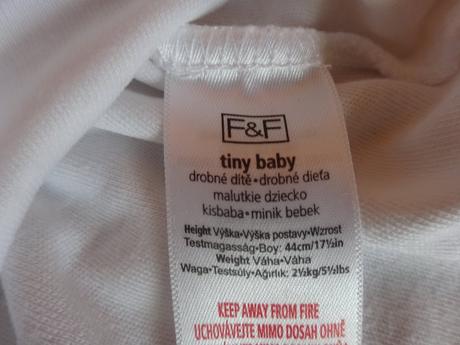 F&F
tiny baby
drobné dítě•drobné dieťa
malutkie dziecko
kisbaba•minik bebek
Height Výška•Výška postavy•Wzrost
Testmagasság•Boy: 44cm/17½in
Weight Váha•Váha
Waga•Testsúly•Ağırlık: 2½kg/5½lbs
KEEP AWAY FROM FIRE
UCHOVÁVEJTE MIMO DOSAH OHNĚ